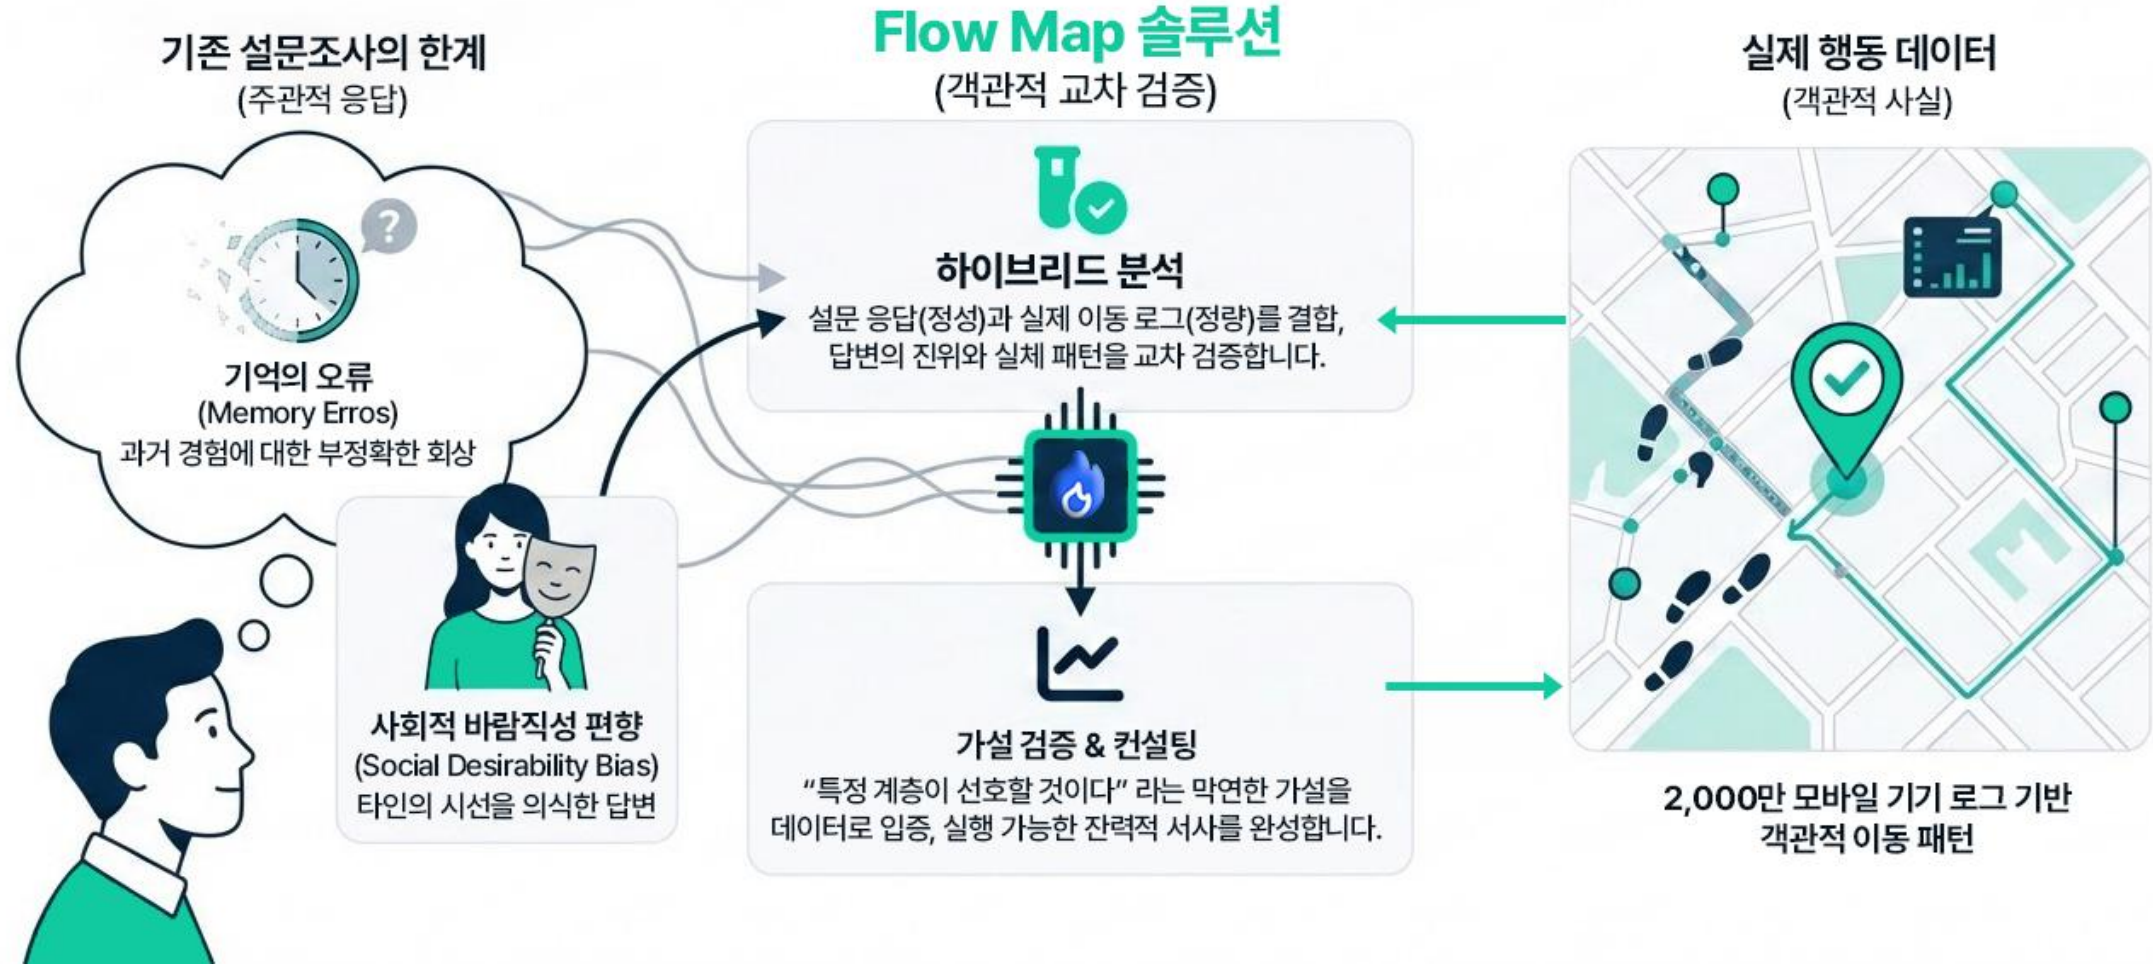 기존 설문조사의 한계
(주관적 응답)
?
기억의 오류
(Memory Erros)
과거 경험에 대한 부정확한 회상
사회적 바람직성 편향
(Social Desirability Bias)
타인의 시선을 의식한 답변
Flow Map 솔루션
(객관적 교차 검증)
하이브리드 분석
설문 응답(정성)과 실제 이동 로그(정량)를 결합,
답변의 진위와 실체 패턴을 교차 검증합니다.
가설 검증 & 컨설팅
“특정 계층이 선호할 것이다” 라는 막연한 가설을
데이터로 입증, 실행 가능한 잔력적 서사를 완성합니다.
실제 행동 데이터
(객관적 사실)
2,000만 모바일 기기 로그 기반
객관적 이동 패턴